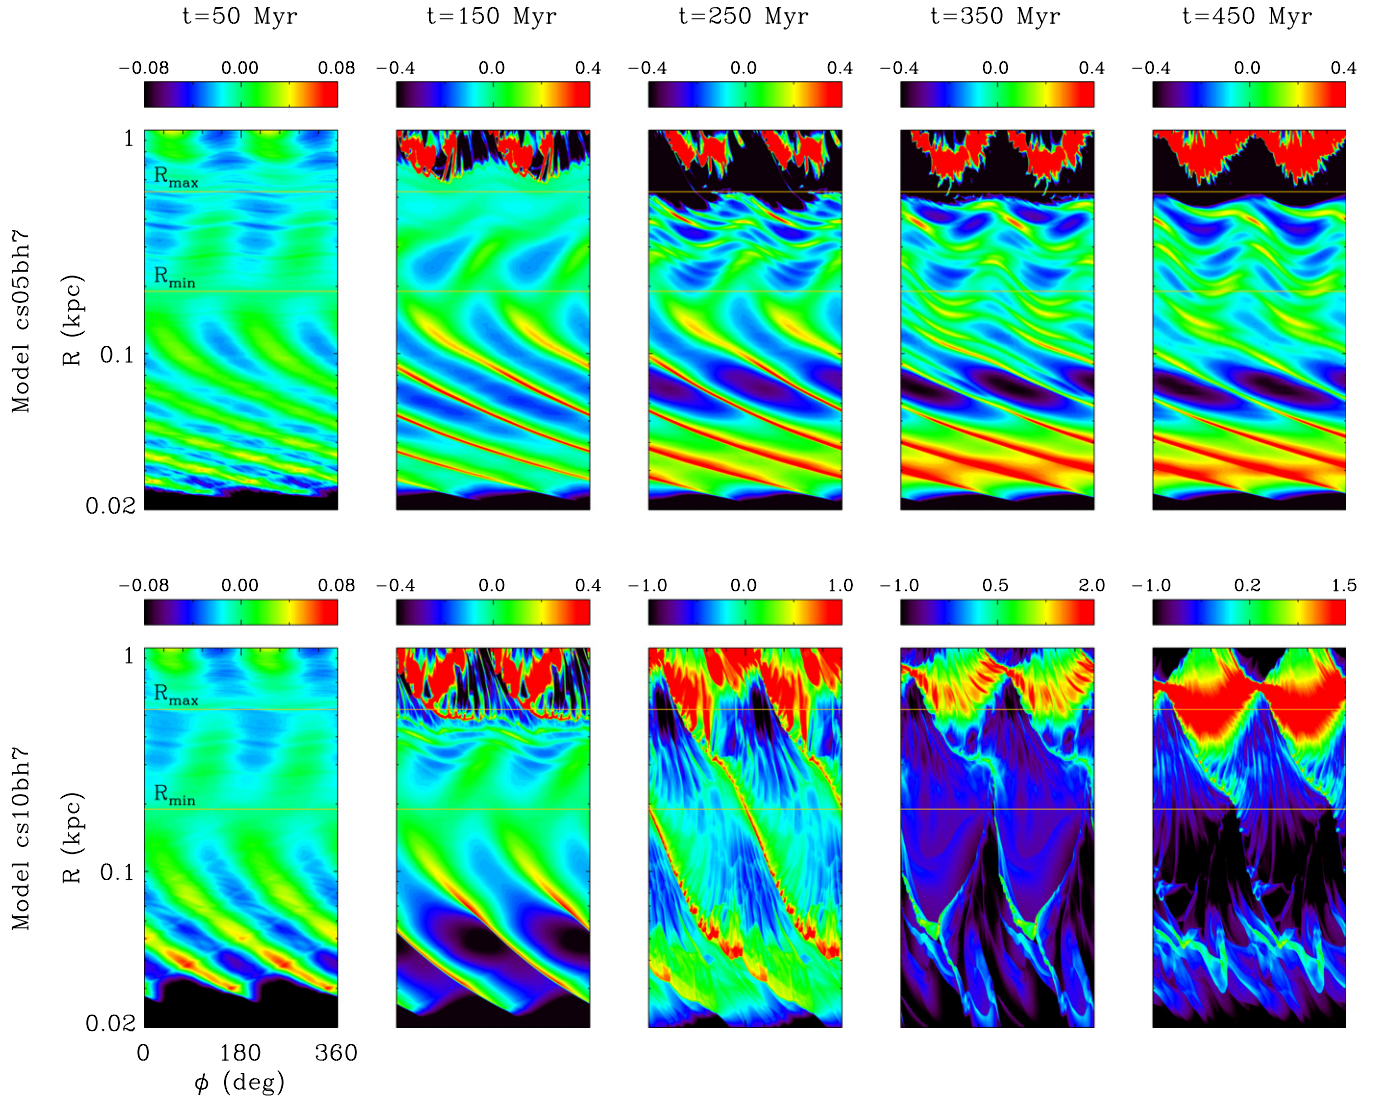 t=50 Myr t=150 Myr t=250 Myr t=350 Myr t=450 Myr
−0.08 0.00 0.08 −0.4 0.0 0.4 −0.4 0.0 0.4 −0.4 0.0 0.4 −0.4 0.0 0.4
Model cs05bh7
R (kpc)
1
R_max
R_min
0.1
0.02
−0.08 0.00 0.08 −0.4 0.0 0.4 −1.0 0.0 1.0 −1.0 0.5 2.0 −1.0 0.2 1.5
Model cs10bh7
R (kpc)
1
R_max
R_min
0.1
0.02
0 180 360
ϕ (deg)